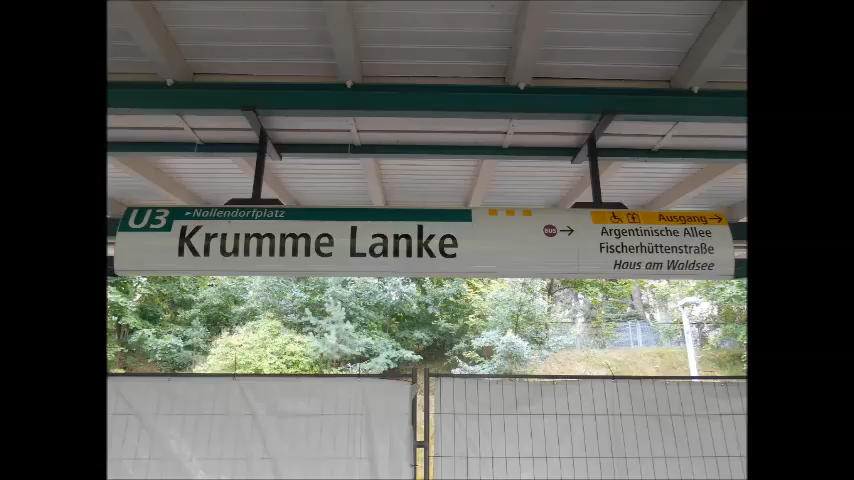 U3 ►Nollendorfplatz
Krumme Lanke
BUS →
Ausgang →
Argentinische Allee
Fischerhüttenstraße
Haus am Waldsee